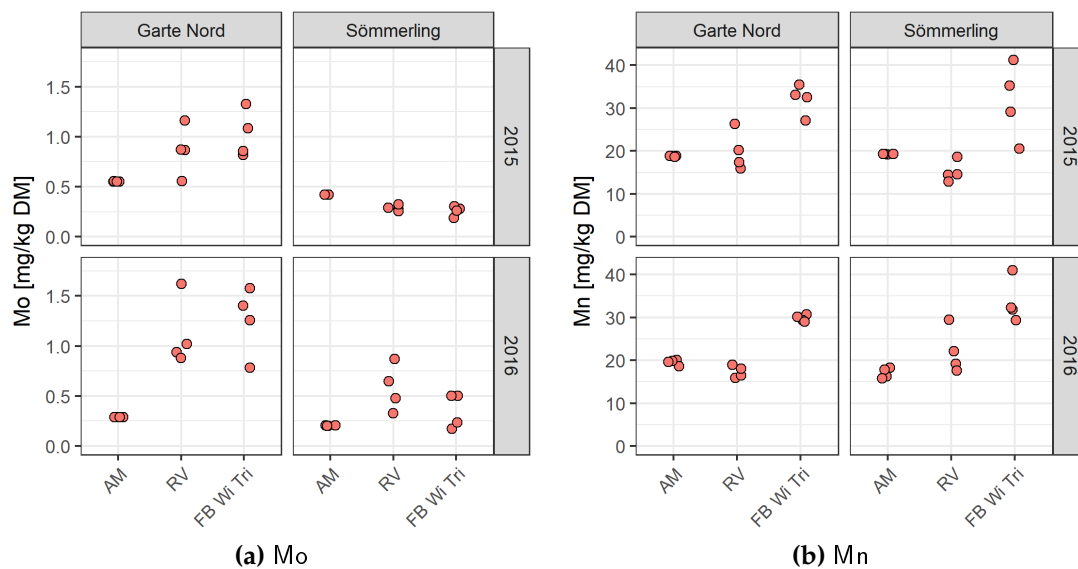 Garte Nord
Sömmerling
Mo [mg/kg DM]
1.5
1.0
0.5
0.0
2015
1.5
1.0
0.5
0.0
2016
AM
RV
FB Wi Tri
AM
RV
FB Wi Tri
(a) Mo
Garte Nord
Sömmerling
Mn [mg/kg DM]
40
30
20
10
0
2015
40
30
20
10
0
2016
AM
RV
FB Wi Tri
AM
RV
FB Wi Tri
(b) Mn